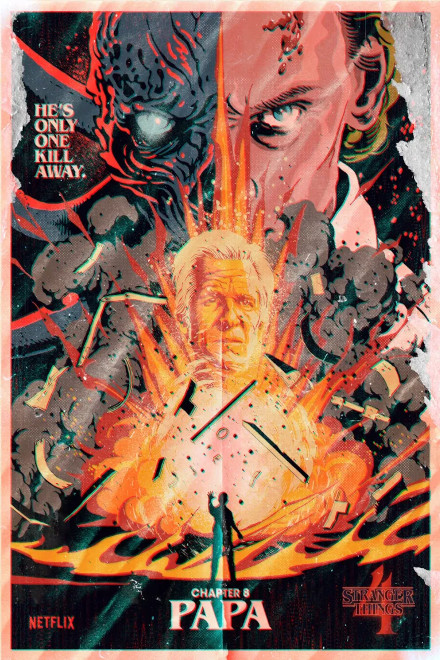 HE'S
ONLY
ONE
KILL
AWAY.
CHAPTER 8
PAPA
NETFLIX
STRANGER
THINGS
4